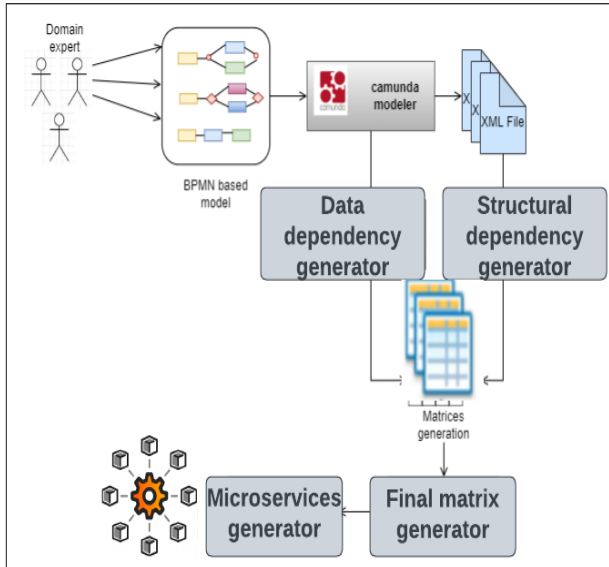 Domain
expert
camunda
camunda
modeler
X
X
XML File
BPMN based
model
Data
dependency
generator
Structural
dependency
generator
Matrices
generation
Microservices
generator
Final matrix
generator